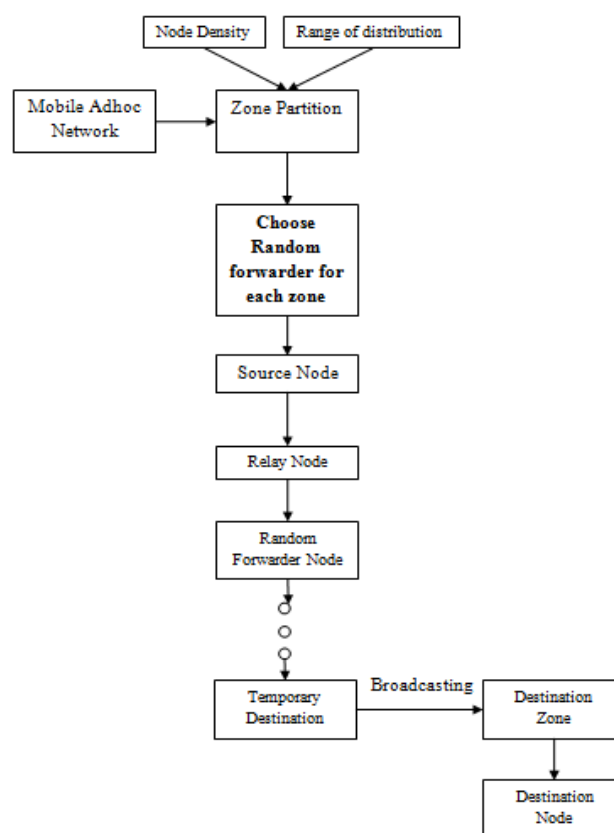 Node Density
Range of distribution
Mobile Adhoc
Network
Zone Partition
Choose
Random
forwarder for
each zone
Source Node
Relay Node
Random
Forwarder Node
Temporary
Destination
Broadcasting
Destination
Zone
Destination
Node